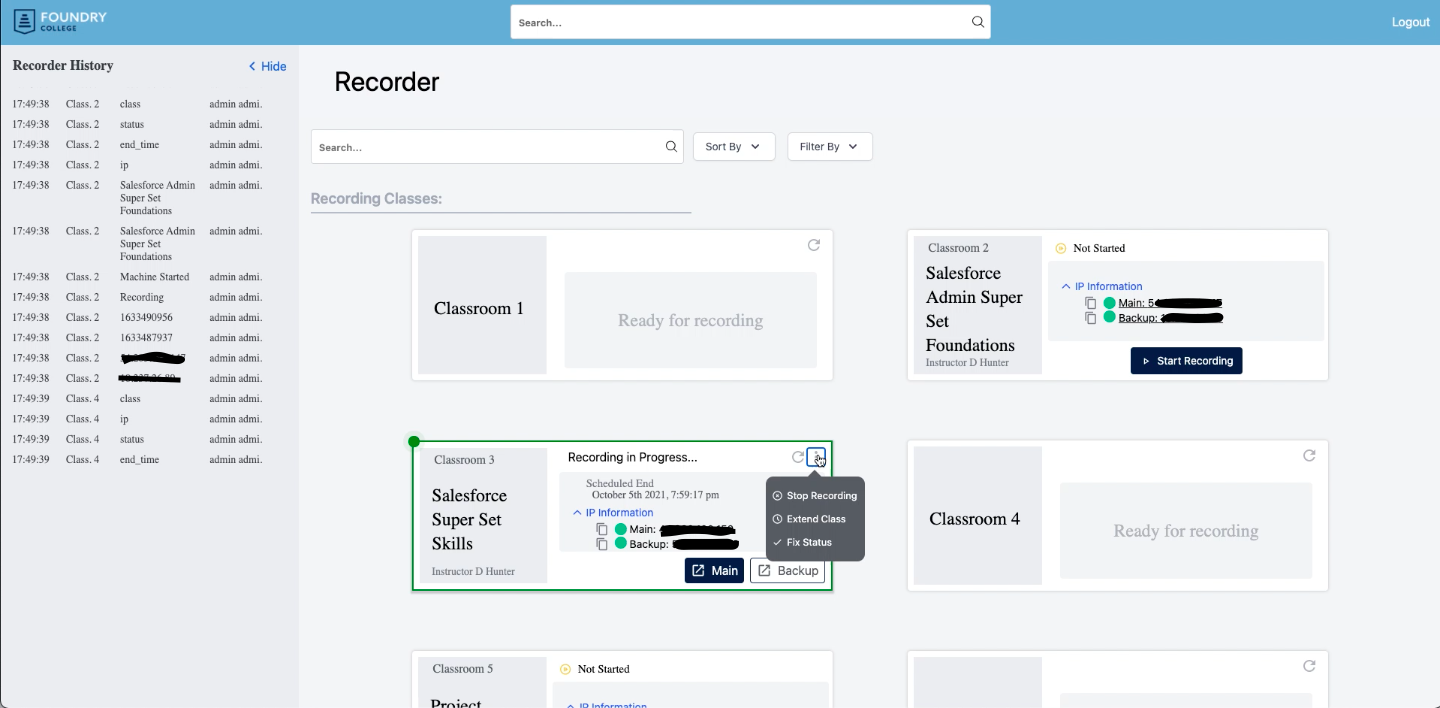 FOUNDRY
COLLEGE
Search...
Logout
Recorder History
Hide
17:49:38 Class. 2 class admin admi.
17:49:38 Class. 2 status admin admi.
17:49:38 Class. 2 end_time admin admi.
17:49:38 Class. 2 ip admin admi.
17:49:38 Class. 2 Salesforce Admin admin admi.
Super Set
Foundations
17:49:38 Class. 2 Salesforce Admin admin admi.
Super Set
Foundations
17:49:38 Class. 2 Machine Started admin admi.
17:49:38 Class. 2 Recording admin admi.
17:49:38 Class. 2 1633490956 admin admi.
17:49:38 Class. 2 1633487937 admin admi.
17:49:38 Class. 2 admin admi.
17:49:38 Class. 2 admin admi.
17:49:39 Class. 4 class admin admi.
17:49:39 Class. 4 ip admin admi.
17:49:39 Class. 4 status admin admi.
17:49:39 Class. 4 end_time admin admi.
Recorder
Search...
Sort By
Filter By
Recording Classes:
Classroom 1
Ready for recording
Classroom 2
Salesforce
Admin Super
Set
Foundations
Instructor D Hunter
Not Started
IP Information
Main: 5
Backup:
Start Recording
Classroom 3
Salesforce
Super Set
Skills
Instructor D Hunter
Recording in Progress...
Scheduled End
October 5th 2021, 7:59:17 pm
IP Information
Main:
Backup:
Stop Recording
Extend Class
Fix Status
Main
Backup
Classroom 4
Ready for recording
Classroom 5
Project
Not Started
IP Information